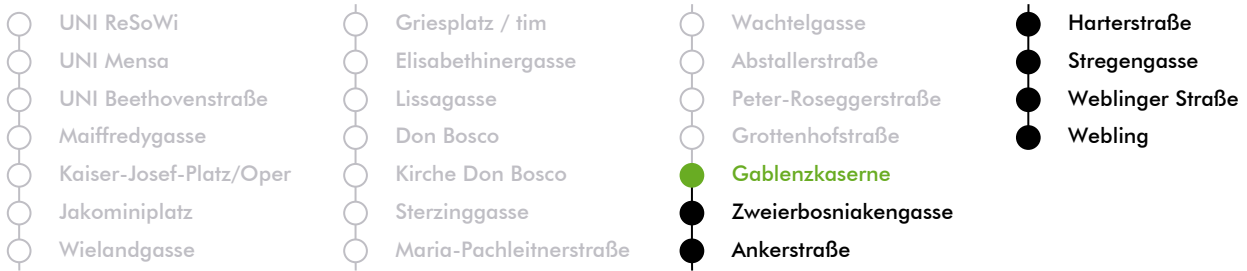 UNI ReSoWi
UNI Mensa
UNI Beethovenstraße
Maiffredygasse
Kaiser-Josef-Platz/Oper
Jakominiplatz
Wielandgasse
Griesplatz / tim
Elisabethinergasse
Lissagasse
Don Bosco
Kirche Don Bosco
Sterzinggasse
Maria-Pachleitnerstraße
Wachtelgasse
Abstallerstraße
Peter-Roseggerstraße
Grottenhofstraße
Gablenzkaserne
Zweierbosniakengasse
Ankerstraße
Harterstraße
Stregengasse
Weblinger Straße
Webling